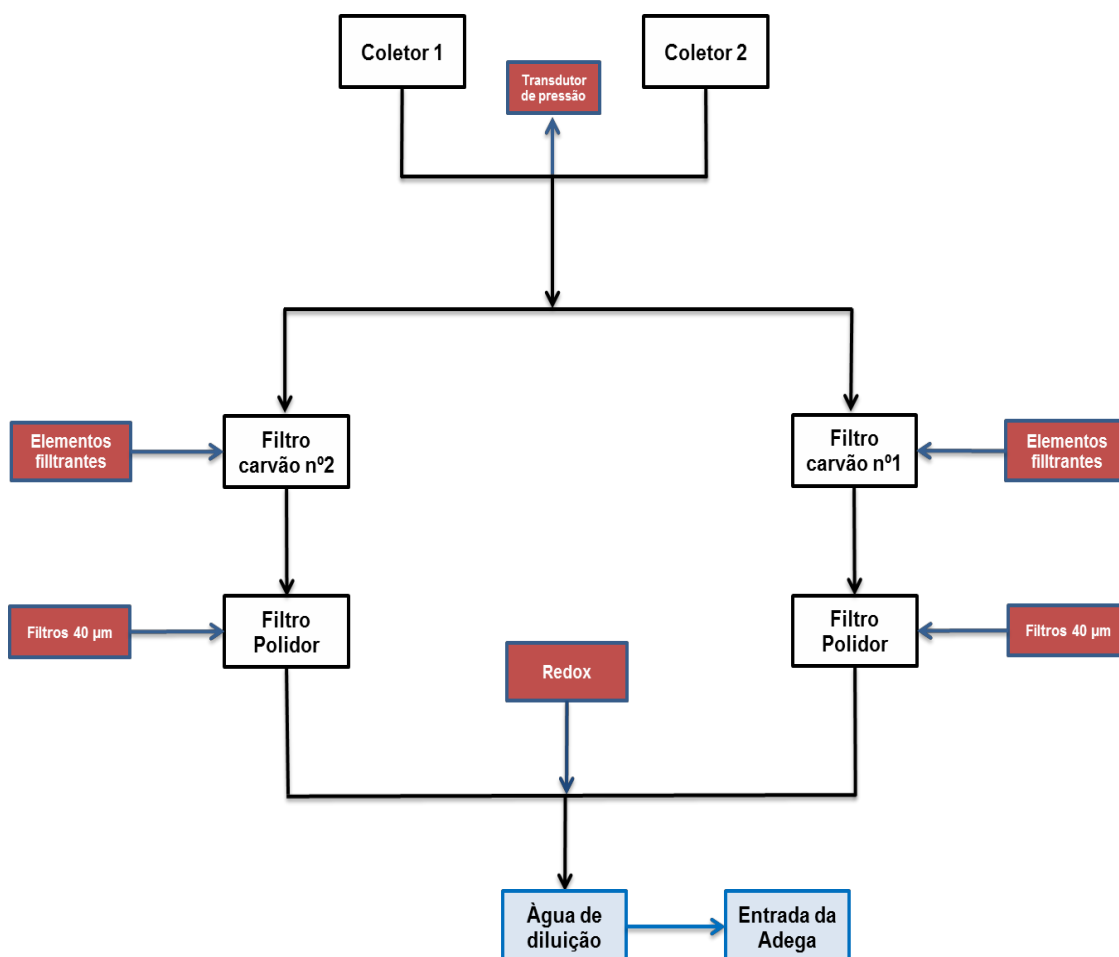 Coletor 1
Coletor 2
Transdutor
de pressão
Elementos
filltrantes
Filtro
carvão nº2
Filtro
carvão nº1
Elementos
filltrantes
Filtros 40 µm
Filtro
Polidor
Filtro
Polidor
Filtros 40 µm
Redox
Àgua de
diluição
Entrada da
Adega